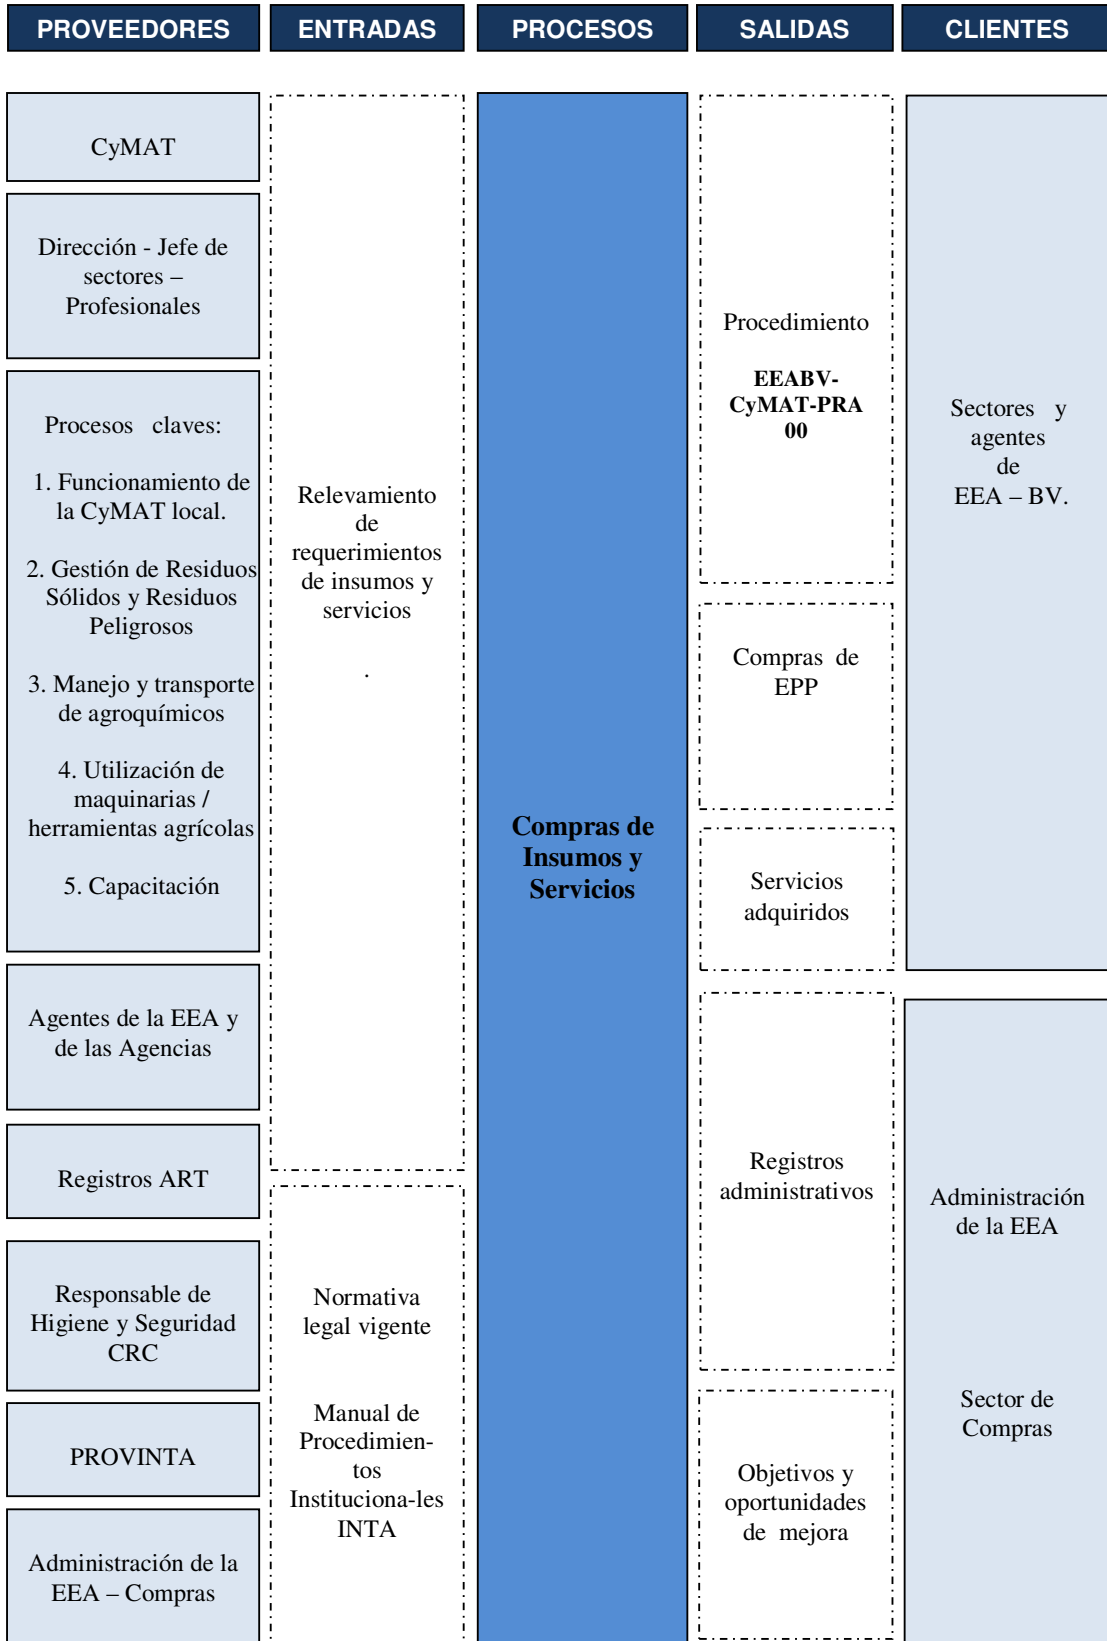 PROVEEDORES
ENTRADAS
PROCESOS
SALIDAS
CLIENTES
CyMAT
Dirección - Jefe de
sectores –
Profesionales
Procesos claves:
1. Funcionamiento de
la CyMAT local.
2. Gestión de Residuos
Sólidos y Residuos
Peligrosos
3. Manejo y transporte
de agroquímicos
4. Utilización de
maquinarias /
herramientas agrícolas
5. Capacitación
Agentes de la EEA y
de las Agencias
Registros ART
Responsable de
Higiene y Seguridad
CRC
PROVINTA
Administración de la
EEA – Compras
Relevamiento
de
requerimientos
de insumos y
servicios
.
Normativa
legal vigente
Manual de
Procedimien-
tos
Instituciona-les
INTA
Compras de
Insumos y
Servicios
Procedimiento
EEABV-
CyMAT-PRA
00
Compras de
EPP
Servicios
adquiridos
Registros
administrativos
Objetivos y
oportunidades
de mejora
Sectores y
agentes
de
EEA – BV.
Administración
de la EEA
Sector de
Compras